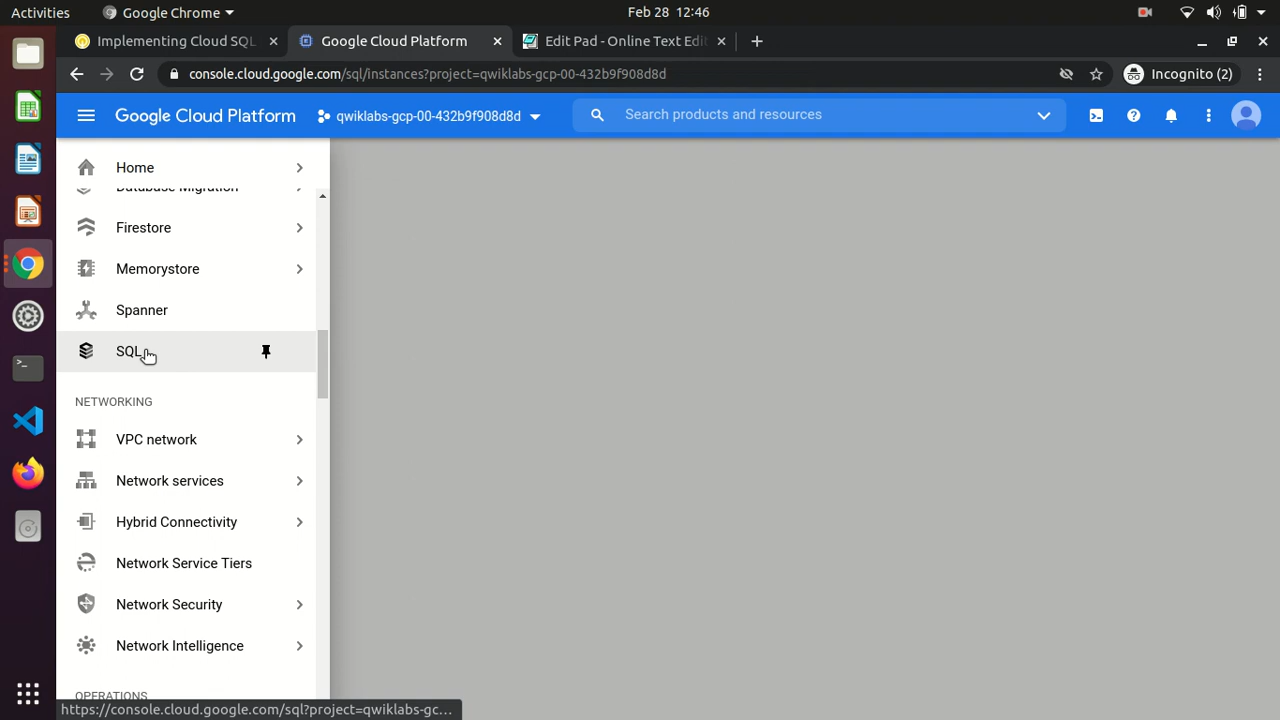 Activities
Google Chrome
Feb 28 12:46
Implementing Cloud SQL
Google Cloud Platform
Edit Pad - Online Text Edit
console.cloud.google.com/sql/instances?project=qwiklabs-gcp-00-432b9f908d8d
Incognito (2)
Google Cloud Platform
qwiklabs-gcp-00-432b9f908d8d
Search products and resources
Home
Database Migration
Firestore
Memorystore
Spanner
SQL
NETWORKING
VPC network
Network services
Hybrid Connectivity
Network Service Tiers
Network Security
Network Intelligence
OPERATIONS
https://console.cloud.google.com/sql?project=qwiklabs-gc...